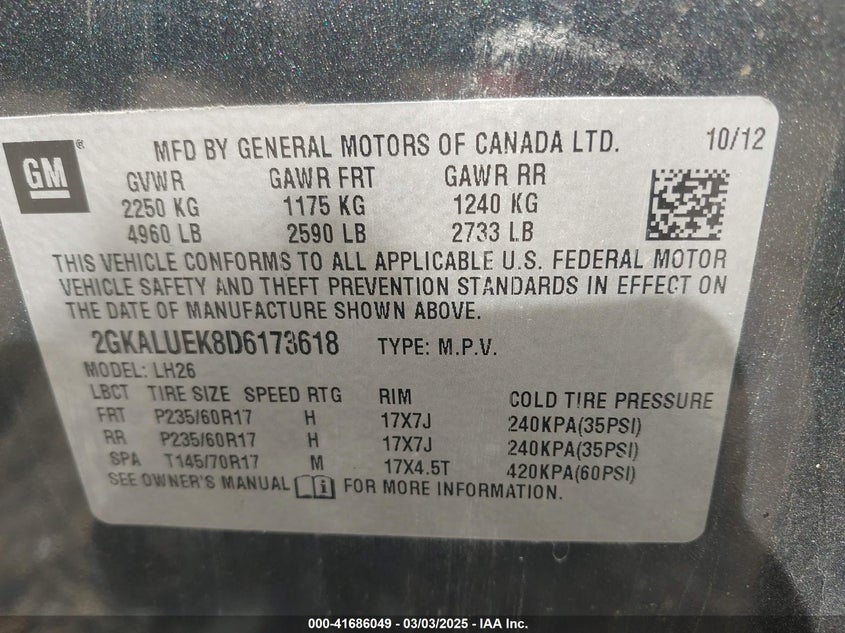 GM ® MFD BY GENERAL MOTORS OF CANADA LTD. 10/12
GVWR GAWR FRT GAWR RR
2250 KG 1175 KG 1240 KG
4960 LB 2590 LB 2733 LB
THIS VEHICLE CONFORMS TO ALL APPLICABLE U.S. FEDERAL MOTOR
VEHICLE SAFETY AND THEFT PREVENTION STANDARDS IN EFFECT ON
THE DATE OF MANUFACTURE SHOWN ABOVE.
2GKALUEK8D6173618 TYPE: M.P.V.
MODEL: LH26
LBCT TIRE SIZE SPEED RTG RIM COLD TIRE PRESSURE
FRT P235/60R17 H 17X7J 240KPA(35PSI)
RR P235/60R17 H 17X7J 240KPA(35PSI)
SPA T145/70R17 M 17X4.5T 420KPA(60PSI)
SEE OWNER'S MANUAL i FOR MORE INFORMATION.
000-41686049 — 03/03/2025 — IAA Inc.